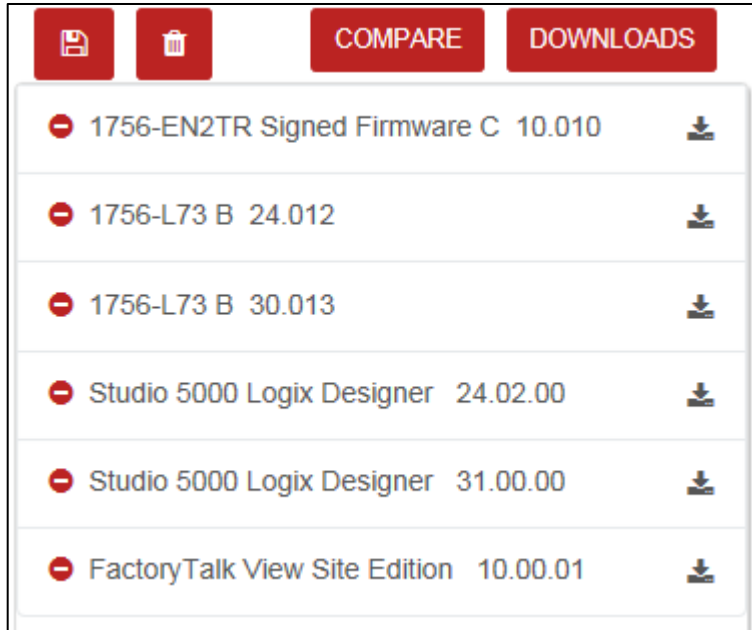 COMPARE DOWNLOADS
1756-EN2TR Signed Firmware C 10.010
1756-L73 B 24.012
1756-L73 B 30.013
Studio 5000 Logix Designer 24.02.00
Studio 5000 Logix Designer 31.00.00
FactoryTalk View Site Edition 10.00.01